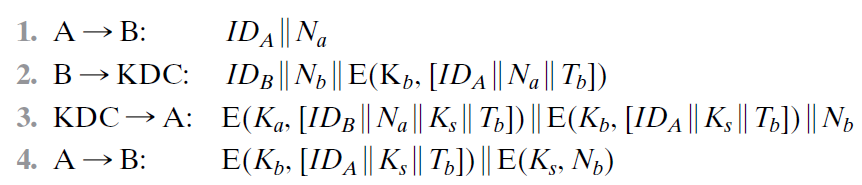 1. A → B: ID_A || N_a
2. B → KDC: ID_B || N_b || E(K_b, [ID_A || N_a || T_b])
3. KDC → A: E(K_a, [ID_B || N_a || K_s || T_b]) || E(K_b, [ID_A || K_s || T_b]) || N_b
4. A → B: E(K_b, [ID_A || K_s || T_b]) || E(K_s, N_b)